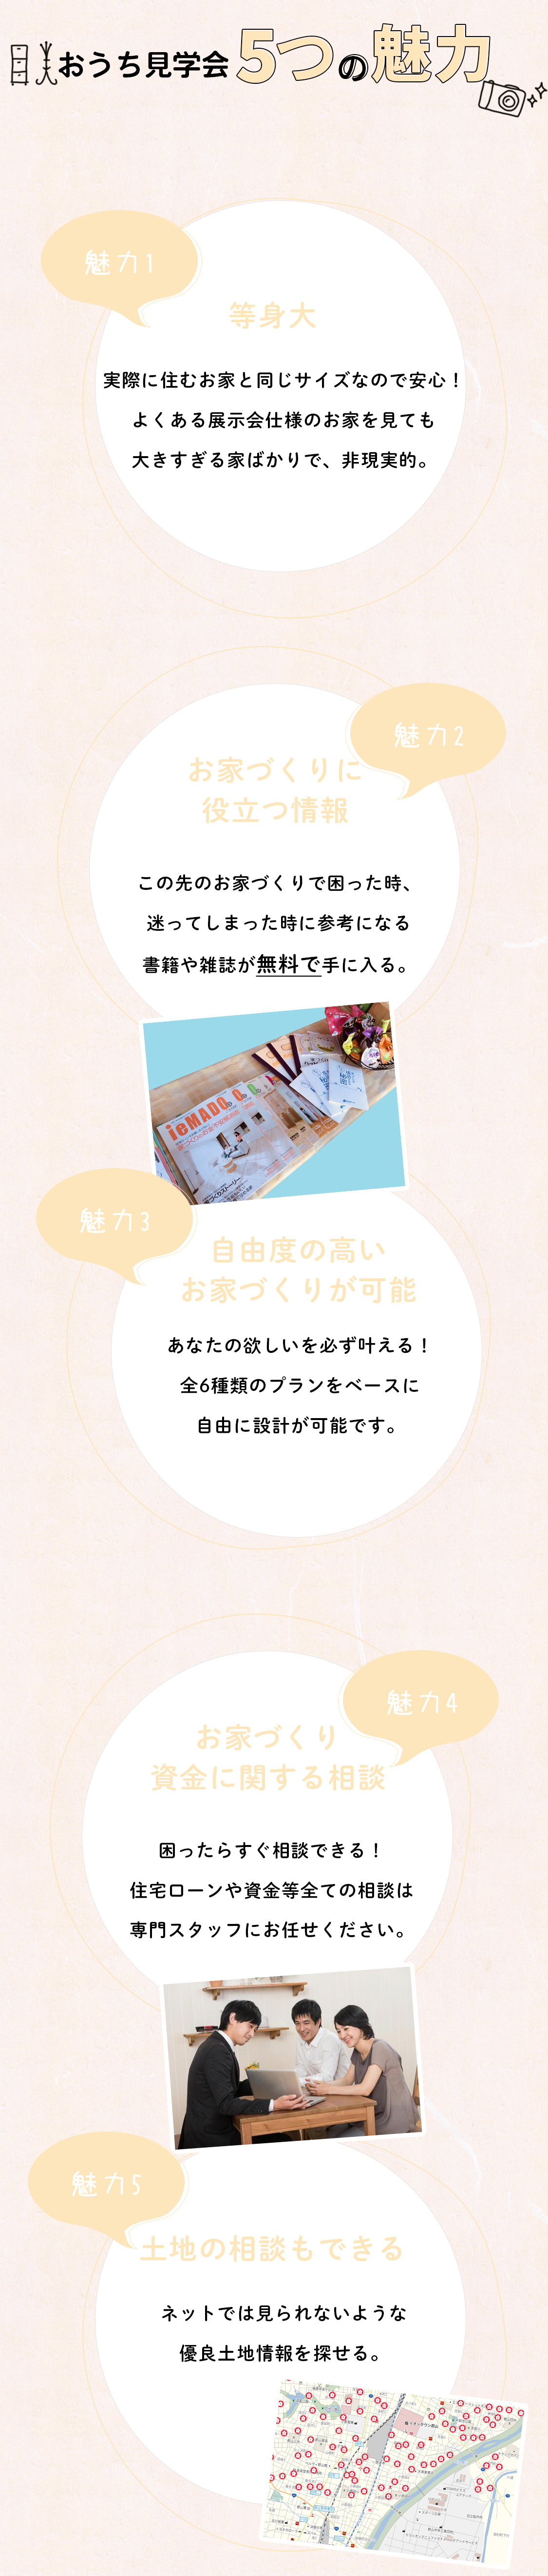 おうち見学会 5つの魅力
魅力1
等身大
実際に住むお家と同じサイズなので安心！
よくある展示会仕様のお家を見ても
大きすぎる家ばかりで、非現実的。
魅力2
お家づくりに
役立つ情報
この先のお家づくりで困った時、
迷ってしまった時に参考になる
書籍や雑誌が無料で手に入る。
ieMADO
魅力3
自由度の高い
お家づくりが可能
あなたの欲しいを必ず叶える！
全6種類のプランをベースに
自由に設計が可能です。
魅力4
お家づくり
資金に関する相談
困ったらすぐ相談できる！
住宅ローンや資金等全ての相談は
専門スタッフにお任せください。
魅力5
土地の相談もできる
ネットでは見られないような
優良土地情報を探せる。